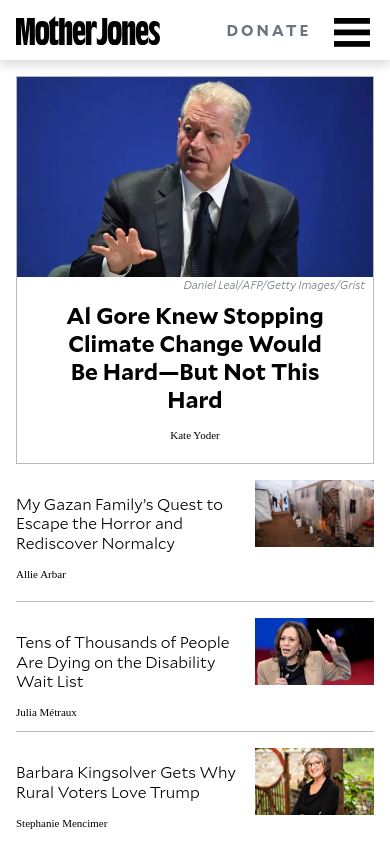 Mother Jones
DONATE
Daniel Leal/AFP/Getty Images/Grist
Al Gore Knew Stopping
Climate Change Would
Be Hard—But Not This
Hard
Kate Yoder
My Gazan Family’s Quest to
Escape the Horror and
Rediscover Normalcy
Allie Arbar
Tens of Thousands of People
Are Dying on the Disability
Wait List
Julia Métraux
Barbara Kingsolver Gets Why
Rural Voters Love Trump
Stephanie Mencimer